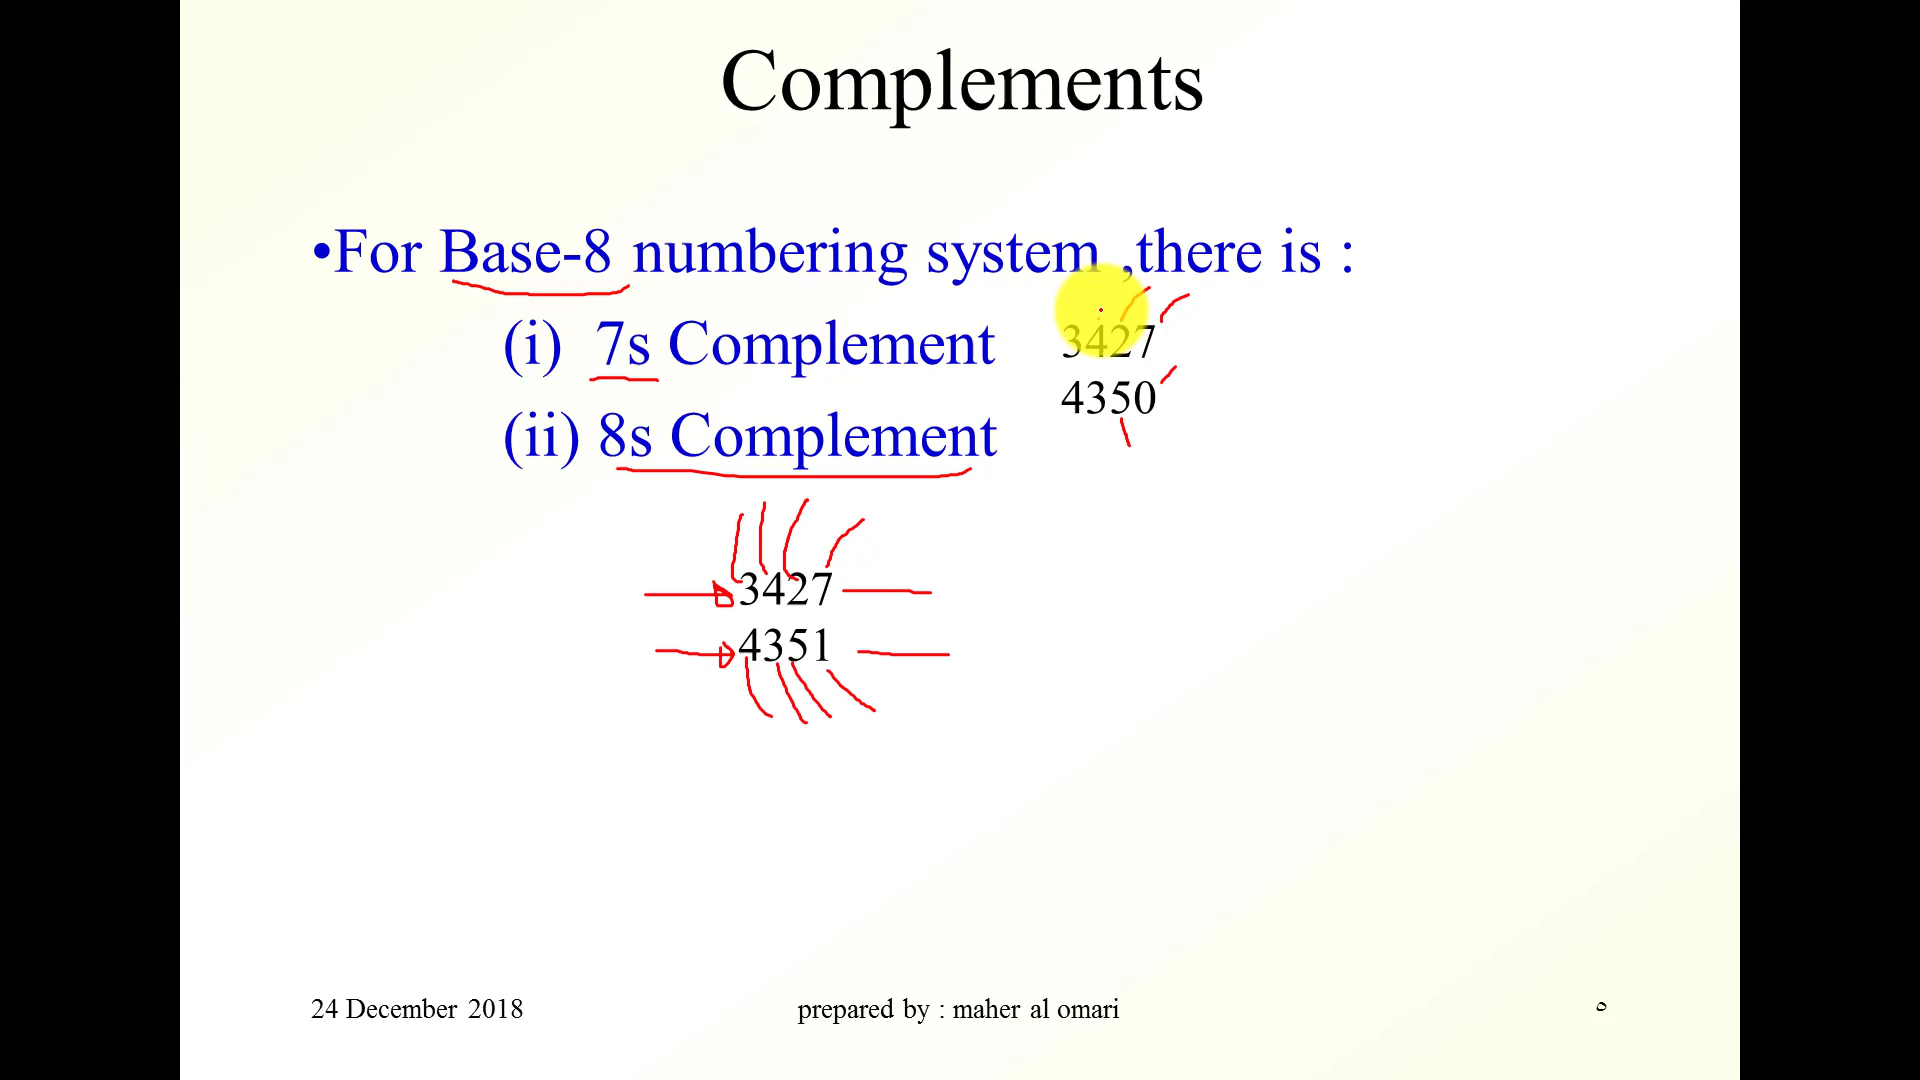 Complements
•For Base-8 numbering system ,there is :
(i) 7s Complement
3427
4350
(ii) 8s Complement
3427
4351
24 December 2018
prepared by : maher al omari
٥